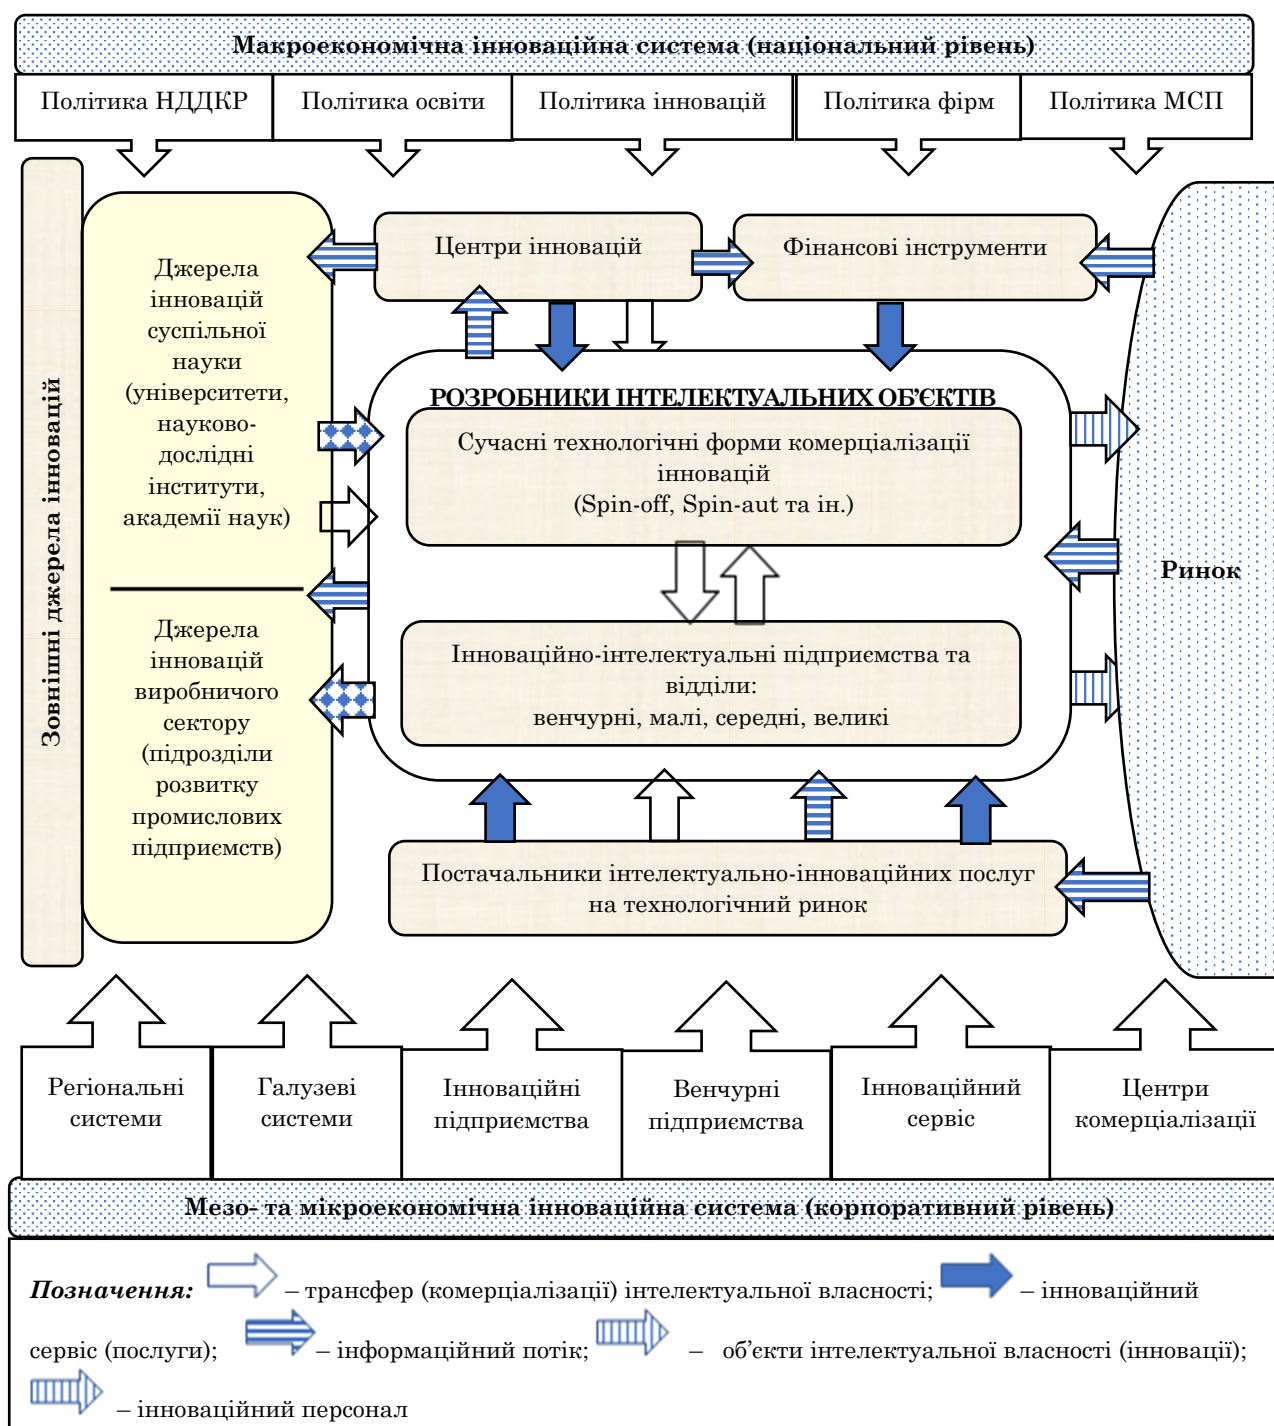 Макроекономічна інноваційна система (національний рівень)
Політика НДДКР
Політика освіти
Політика інновацій
Політика фірм
Політика МСП
Зовнішні джерела інновацій
Джерела
інновацій
суспільної
науки
(університети,
науково-
дослідні
інститути,
академії наук)
Джерела
інновацій
виробничого
сектору
(підрозділи
розвитку
промислових
підприємств)
Центри інновацій
Фінансові інструменти
РОЗРОБНИКИ ІНТЕЛЕКТУАЛЬНИХ ОБ’ЄКТІВ
Сучасні технологічні форми комерціалізації
інновацій
(Spin-off, Spin-aut та ін.)
Інноваційно-інтелектуальні підприємства та
відділи:
венчурні, малі, середні, великі
Постачальники інтелектуально-інноваційних послуг
на технологічний ринок
Ринок
Регіональні
системи
Галузеві
системи
Інноваційні
підприємства
Венчурні
підприємства
Інноваційний
сервіс
Центри
комерціалізації
Мезо- та мікроекономічна інноваційна система (корпоративний рівень)
Позначення: – трансфер (комерціалізації) інтелектуальної власності; – інноваційний
сервіс (послуги); – інформаційний потік; – об’єкти інтелектуальної власності (інновації);
– інноваційний персонал